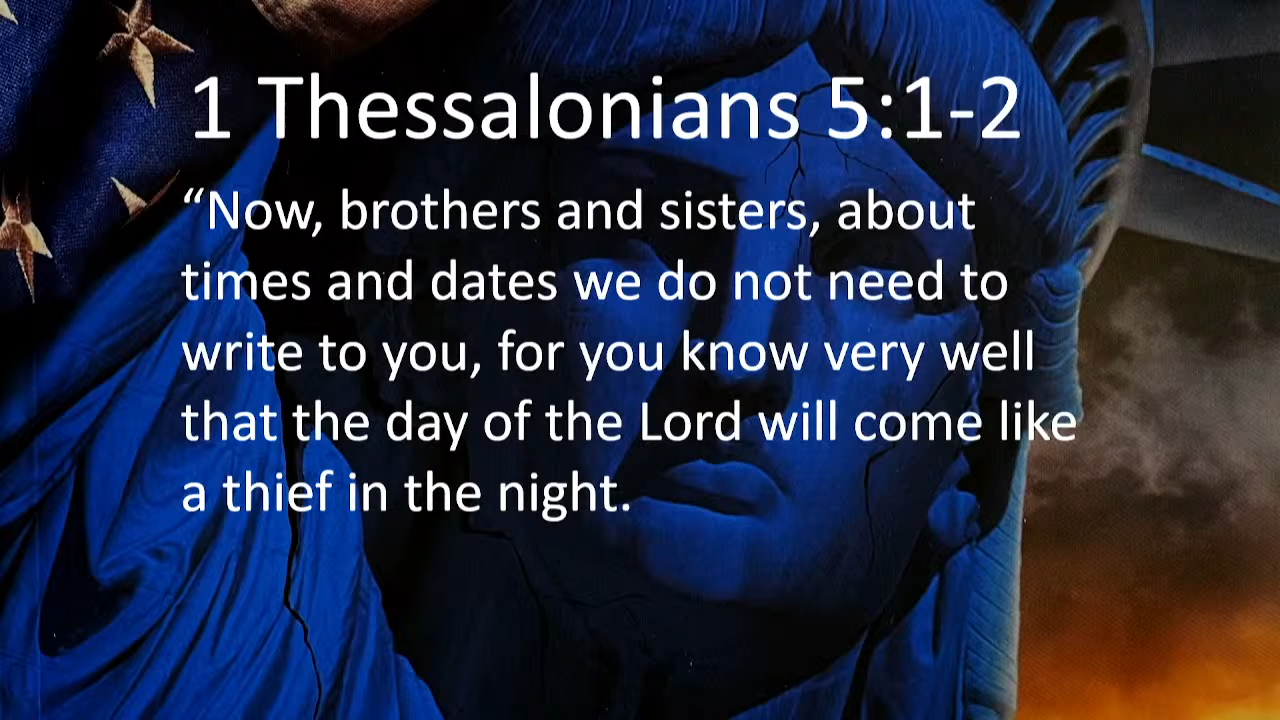 1 Thessalonians 5:1-2
“Now, brothers and sisters, about
times and dates we do not need to
write to you, for you know very well
that the day of the Lord will come like
a thief in the night.